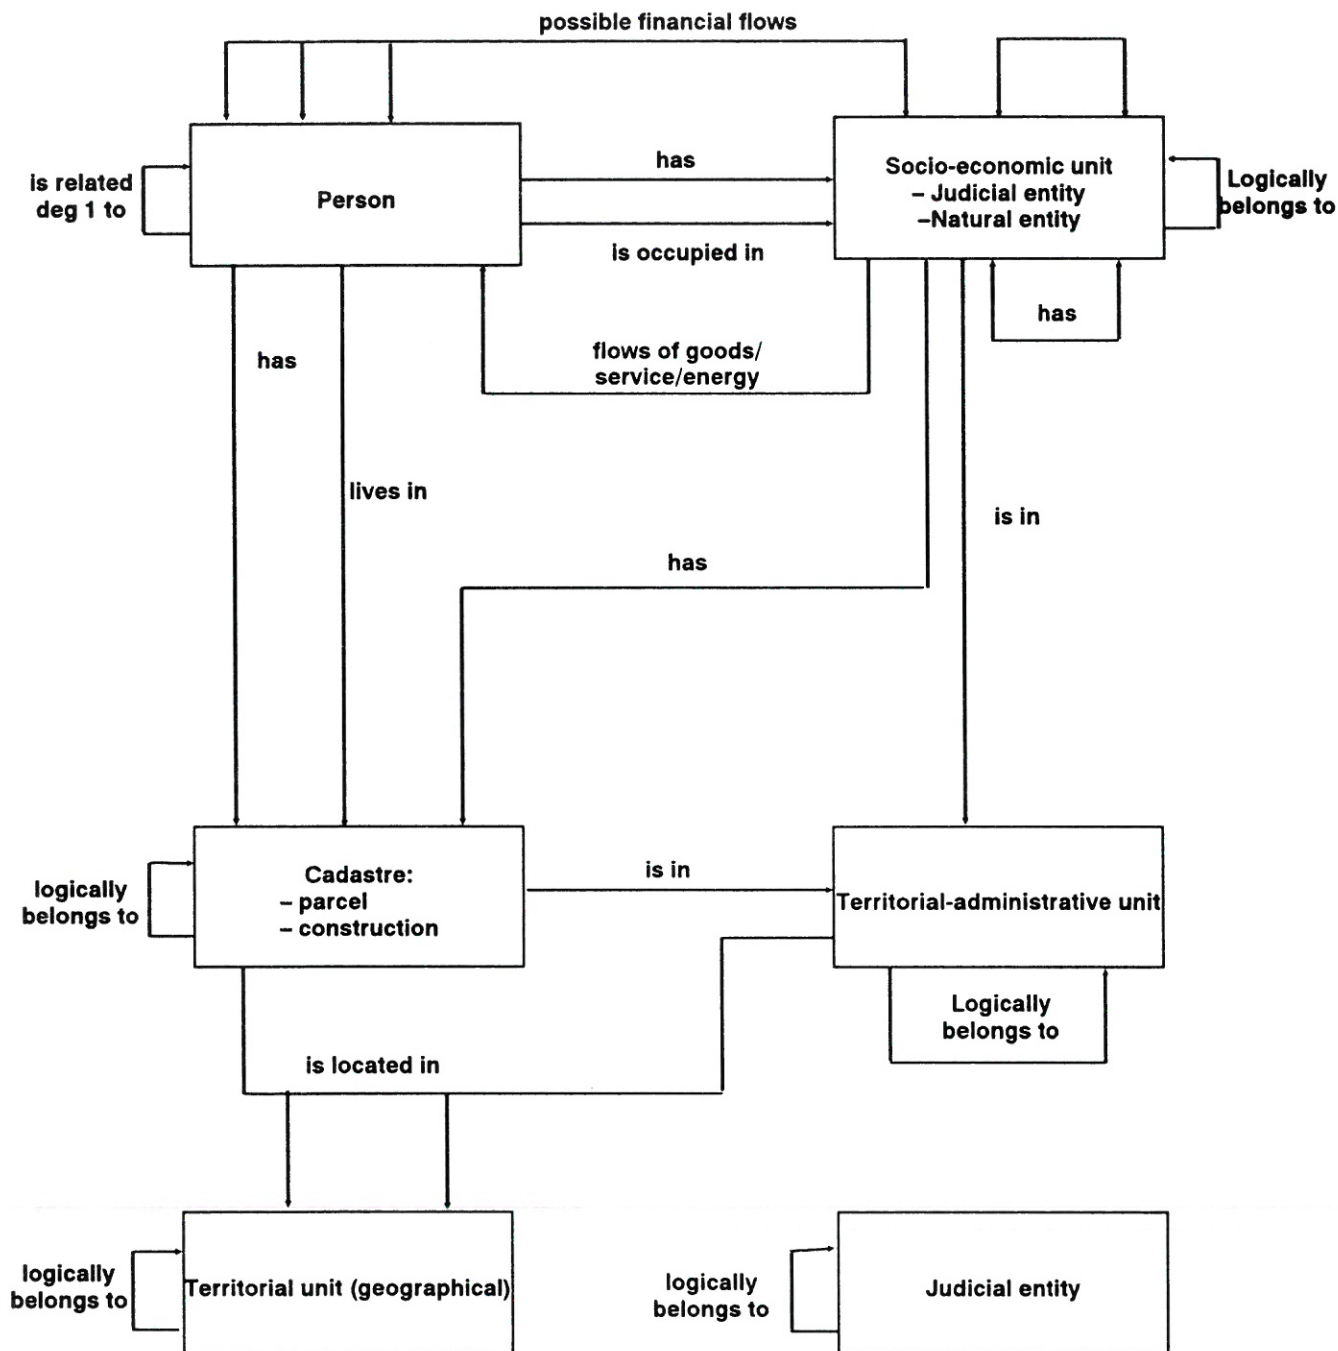 possible financial flows
is related
deg 1 to
Person
has
is occupied in
Socio-economic unit
– Judicial entity
–Natural entity
Logically
belongs to
has
flows of goods/
service/energy
has
lives in
is in
has
logically
belongs to
Cadastre:
– parcel
– construction
is in
Territorial-administrative unit
Logically
belongs to
is located in
logically
belongs to
Territorial unit (geographical)
logically
belongs to
Judicial entity